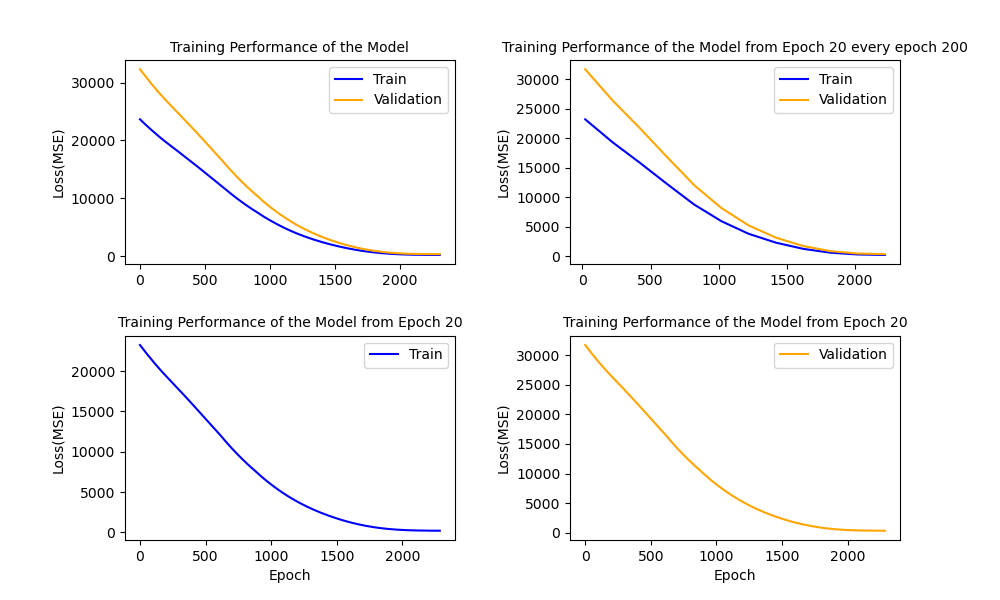 Training Performance of the Model
Loss(MSE)
30000
20000
10000
0
0 500 1000 1500 2000
Train
Validation
Training Performance of the Model from Epoch 20 every epoch 200
Loss(MSE)
30000
25000
20000
15000
10000
5000
0
0 500 1000 1500 2000
Train
Validation
Training Performance of the Model from Epoch 20
Loss(MSE)
20000
15000
10000
5000
0
0 500 1000 1500 2000
Epoch
Train
Training Performance of the Model from Epoch 20
Loss(MSE)
30000
25000
20000
15000
10000
5000
0
0 500 1000 1500 2000
Epoch
Validation